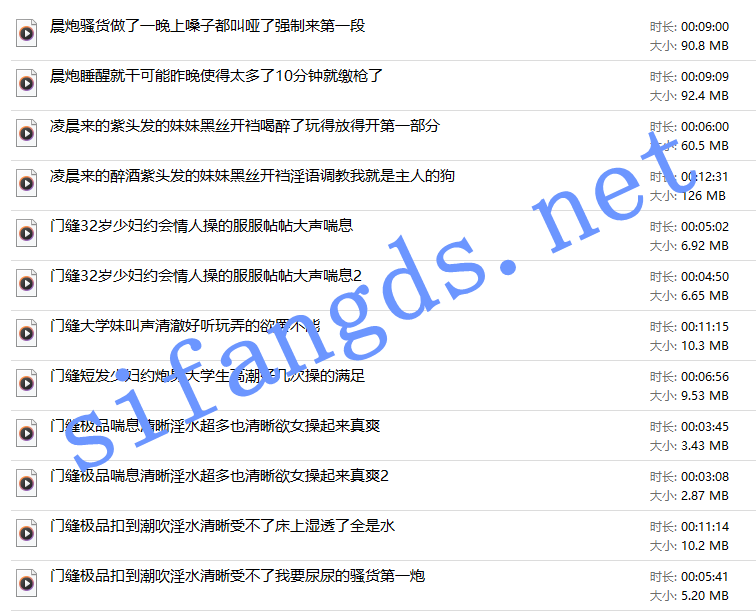 晨炮骚货做了一晚上嗓子都叫哑了强制来第一段
时长: 00:09:00
大小: 90.8 MB
晨炮睡醒就干可能昨晚使得太多了10分钟就缴枪了
时长: 00:09:09
大小: 92.4 MB
凌晨来的紫头发的妹妹黑丝开裆喝醉了玩得放得开第一部分
时长: 00:06:00
大小: 60.5 MB
凌晨来的醉酒紫头发的妹妹黑丝开裆淫语调教我就是主人的狗
时长: 00:12:31
大小: 126 MB
门缝32岁少妇约会情人操的服服帖帖大声喘息
时长: 00:05:02
大小: 6.92 MB
门缝32岁少妇约会情人操的服服帖帖大声喘息2
时长: 00:04:50
大小: 6.65 MB
门缝大学妹叫声清澈好听玩弄的欲罢不能
时长: 00:11:15
大小: 10.3 MB
门缝短发少妇约炮男大学生高潮好几次操的满足
时长: 00:06:56
大小: 9.53 MB
门缝极品喘息清晰淫水超多也清晰欲女操起来真爽
时长: 00:03:45
大小: 3.43 MB
门缝极品喘息清晰淫水超多也清晰欲女操起来真爽2
时长: 00:03:08
大小: 2.87 MB
门缝极品扣到潮吹淫水清晰受不了床上湿透了全是水
时长: 00:11:14
大小: 10.2 MB
门缝极品扣到潮吹淫水清晰受不了我要尿尿的骚货第一炮
时长: 00:05:41
大小: 5.20 MB
sifangds.net